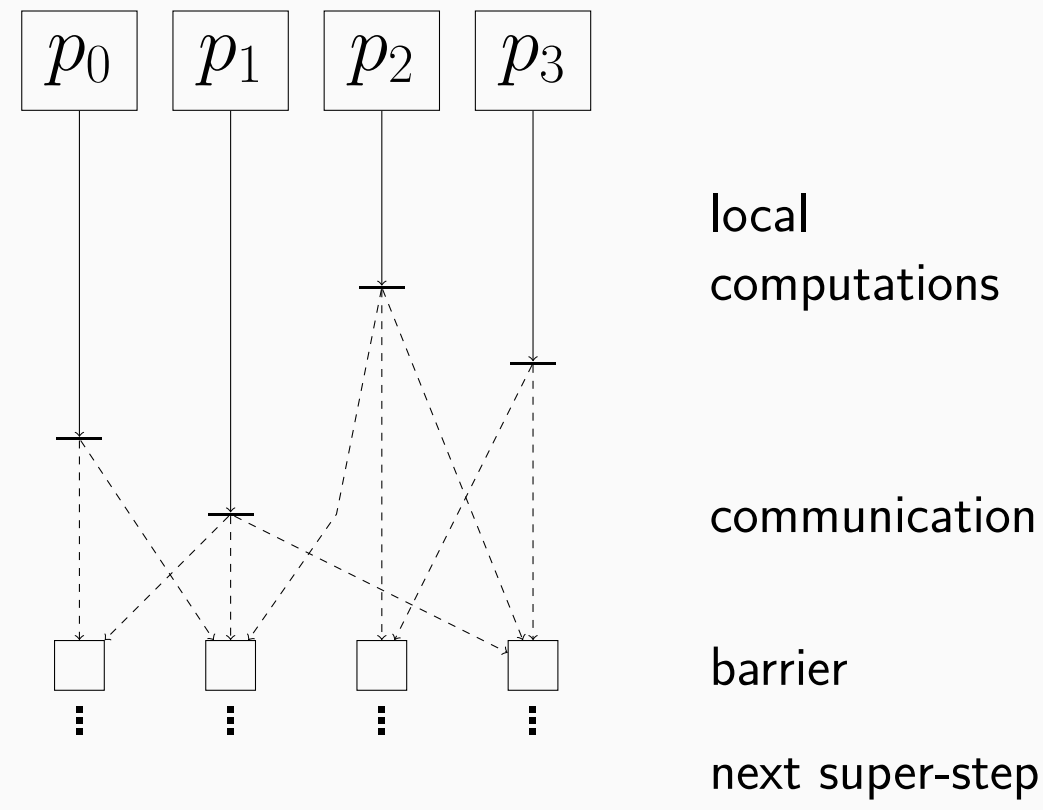 p₀ p₁ p₂ p₃
local
computations
communication
barrier
next super-step